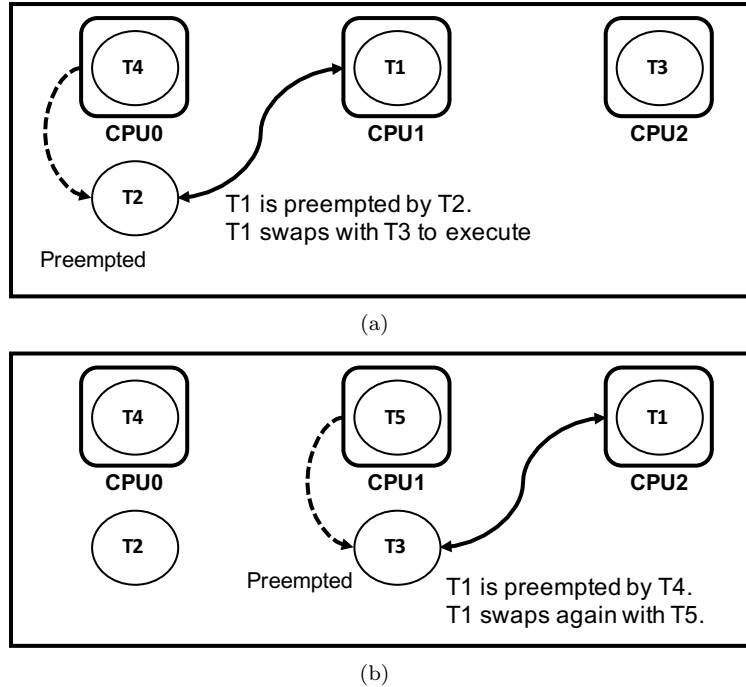 T4 T1 T3
CPU0 CPU1 CPU2
T2
T1 is preempted by T2.
T1 swaps with T3 to execute
Preempted
(a)
T4 T5 T1
CPU0 CPU1 CPU2
T2 T3
Preempted
T1 is preempted by T4.
T1 swaps again with T5.
(b)